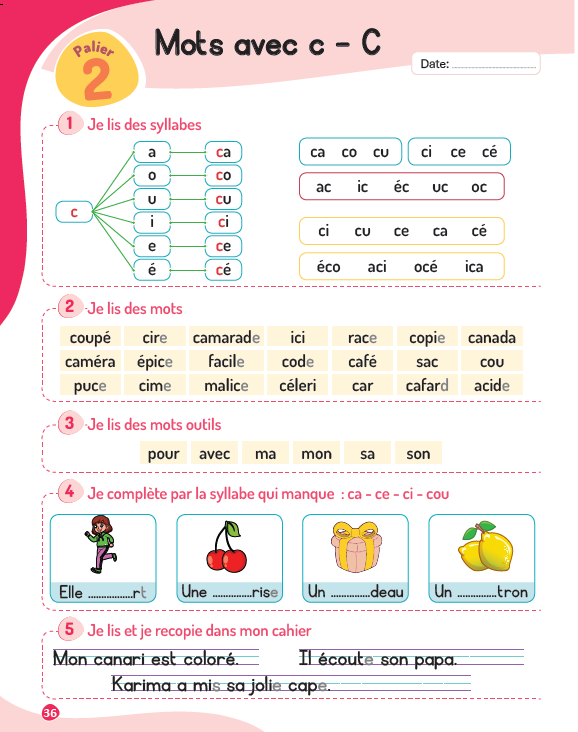 Palier
2
Mots avec c - C
Date: ........................
1 Je lis des syllabes
c
a ca
o co
u cu
i ci
e ce
é cé
ca co cu
ci ce cé
ac ic éc uc oc
ci cu ce ca cé
éco aci océ ica
2 Je lis des mots
coupé cire camarade ici race copie canada
caméra épice facile code café sac cou
puce cime malice céleri car cafard acide
3 Je lis des mots outils
pour avec ma mon sa son
4 Je complète par la syllabe qui manque : ca - ce - ci - cou
Elle ..............rt
Une ............rise
Un ............deau
Un ............tron
5 Je lis et je recopie dans mon cahier
Mon canari est coloré. Il écoute son papa.
Karima a mis sa jolie cape.
36